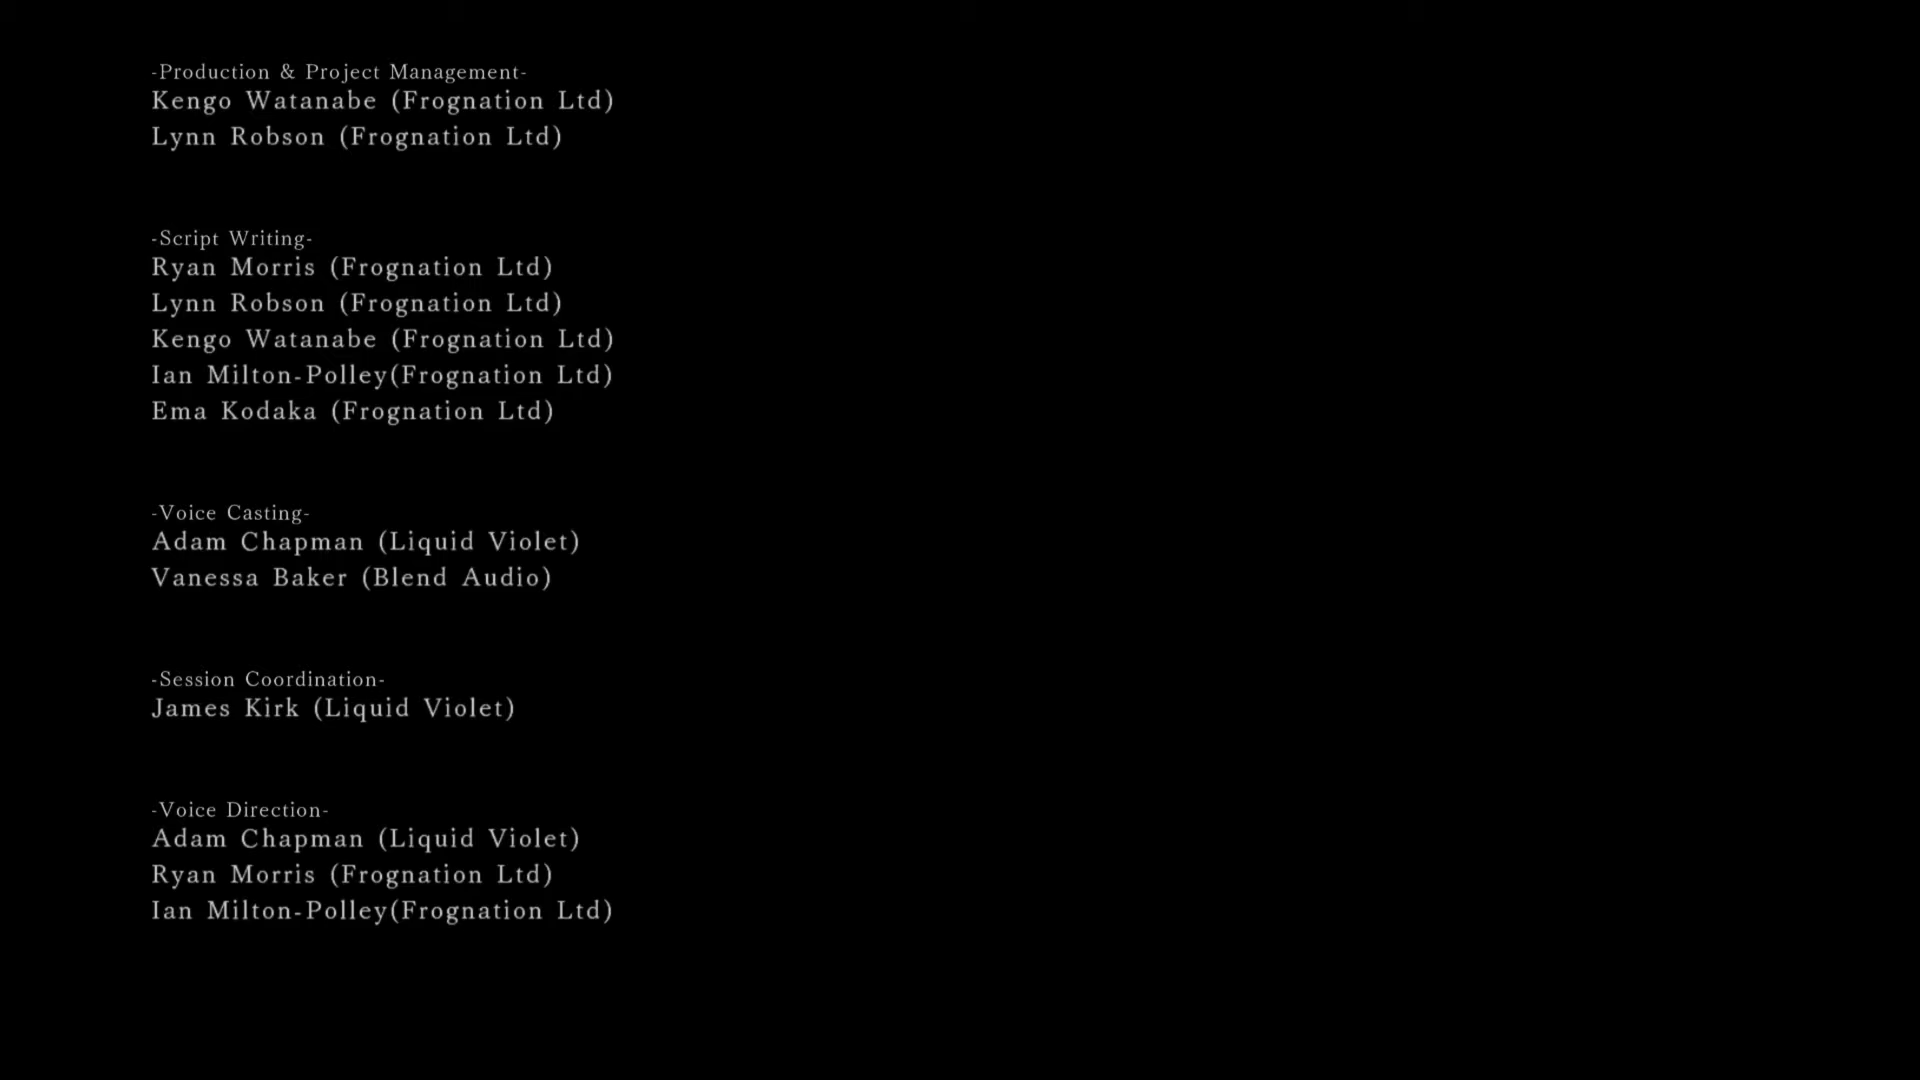 -Production & Project Management-
Kengo Watanabe (Frognation Ltd)
Lynn Robson (Frognation Ltd)
-Script Writing-
Ryan Morris (Frognation Ltd)
Lynn Robson (Frognation Ltd)
Kengo Watanabe (Frognation Ltd)
Ian Milton-Polley(Frognation Ltd)
Ema Kodaka (Frognation Ltd)
-Voice Casting-
Adam Chapman (Liquid Violet)
Vanessa Baker (Blend Audio)
-Session Coordination-
James Kirk (Liquid Violet)
-Voice Direction-
Adam Chapman (Liquid Violet)
Ryan Morris (Frognation Ltd)
Ian Milton-Polley(Frognation Ltd)